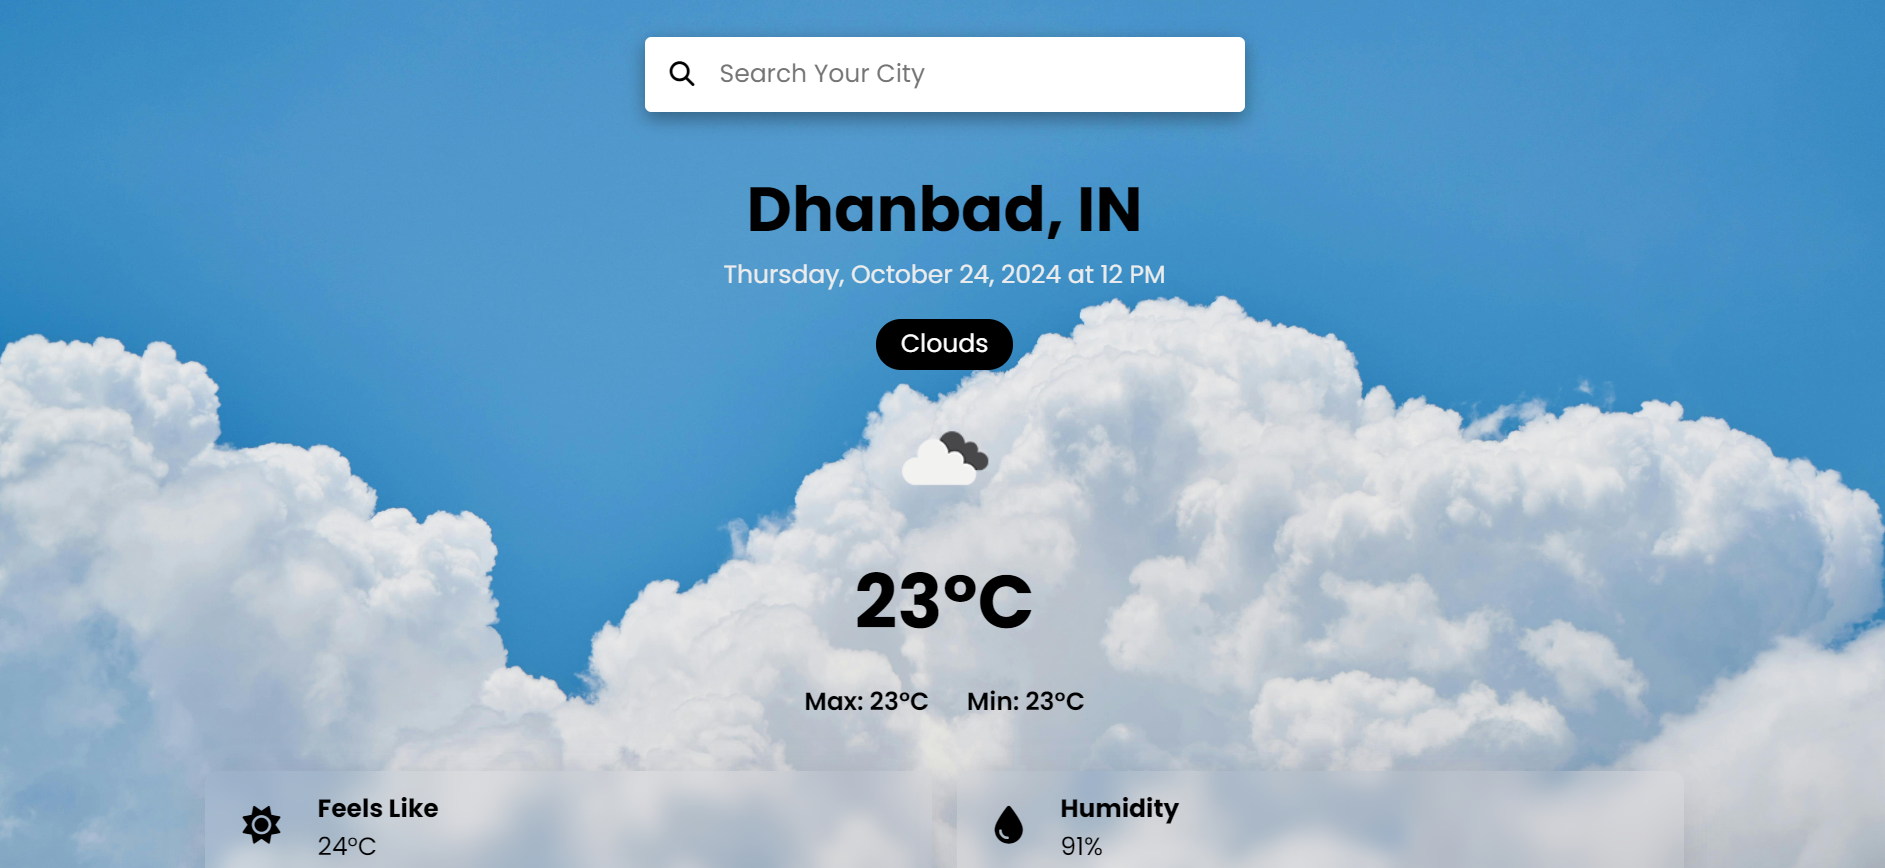 Search Your City
Dhanbad, IN
Thursday, October 24, 2024 at 12 PM
Clouds
23°C
Max: 23°C Min: 23°C
Feels Like
24°C
Humidity
91%